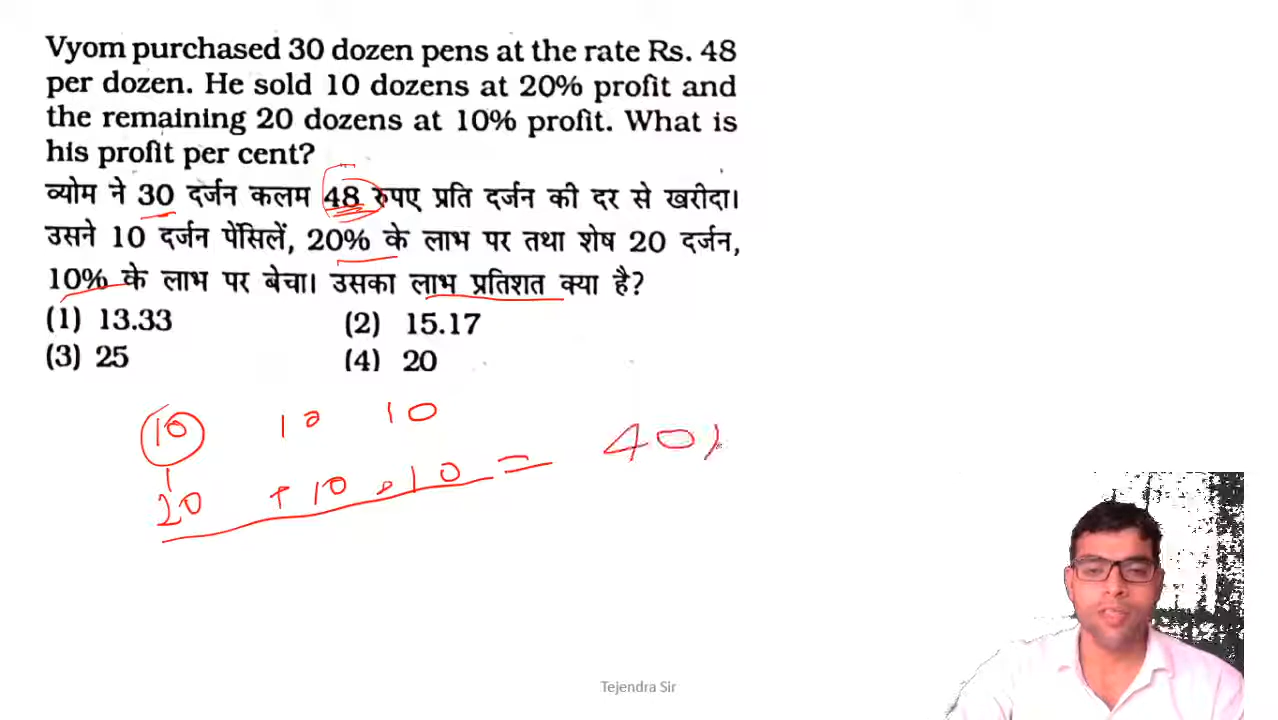 Vyom purchased 30 dozen pens at the rate Rs. 48
per dozen. He sold 10 dozens at 20% profit and
the remaining 20 dozens at 10% profit. What is
his profit per cent?
व्योम ने 30 दर्जन कलम 48 रुपए प्रति दर्जन की दर से खरीदा।
उसने 10 दर्जन पेंसिलें, 20% के लाभ पर तथा शेष 20 दर्जन,
10% के लाभ पर बेचा। उसका लाभ प्रतिशत क्या है?
(1) 13.33 (2) 15.17
(3) 25 (4) 20
10 10 10
20 + 10 + 10 = 40
Tejendra Sir